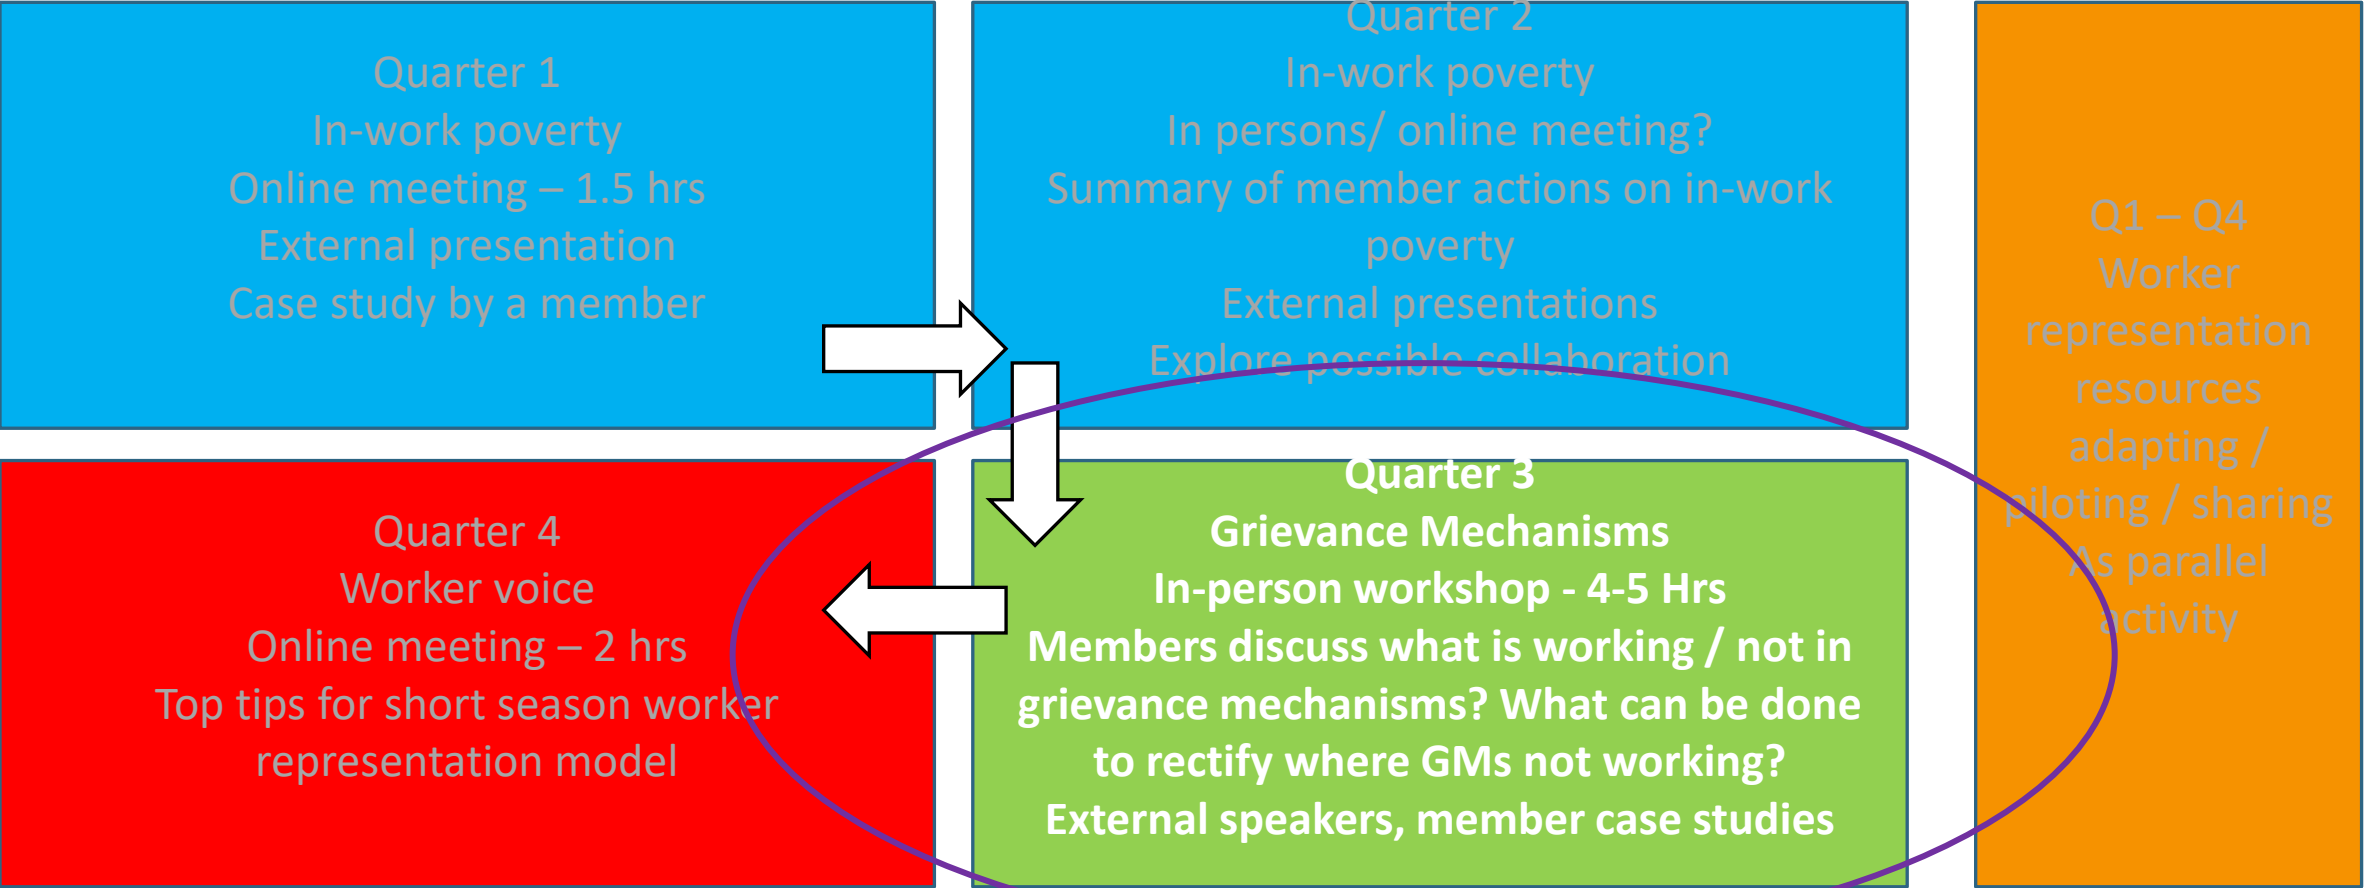 Quarter 1
In-work poverty
Online meeting – 1.5 hrs
External presentation
Case study by a member
Quarter 2
In-work poverty
In persons/ online meeting?
Summary of member actions on in-work
poverty
External presentations
Explore possible collaboration
Quarter 3
Grievance Mechanisms
In-person workshop - 4-5 Hrs
Members discuss what is working / not in
grievance mechanisms? What can be done
to rectify where GMs not working?
External speakers, member case studies
Quarter 4
Worker voice
Online meeting – 2 hrs
Top tips for short season worker
representation model
Q1 – Q4
Worker
representation
resources
adapting /
piloting / sharing
As parallel
activity